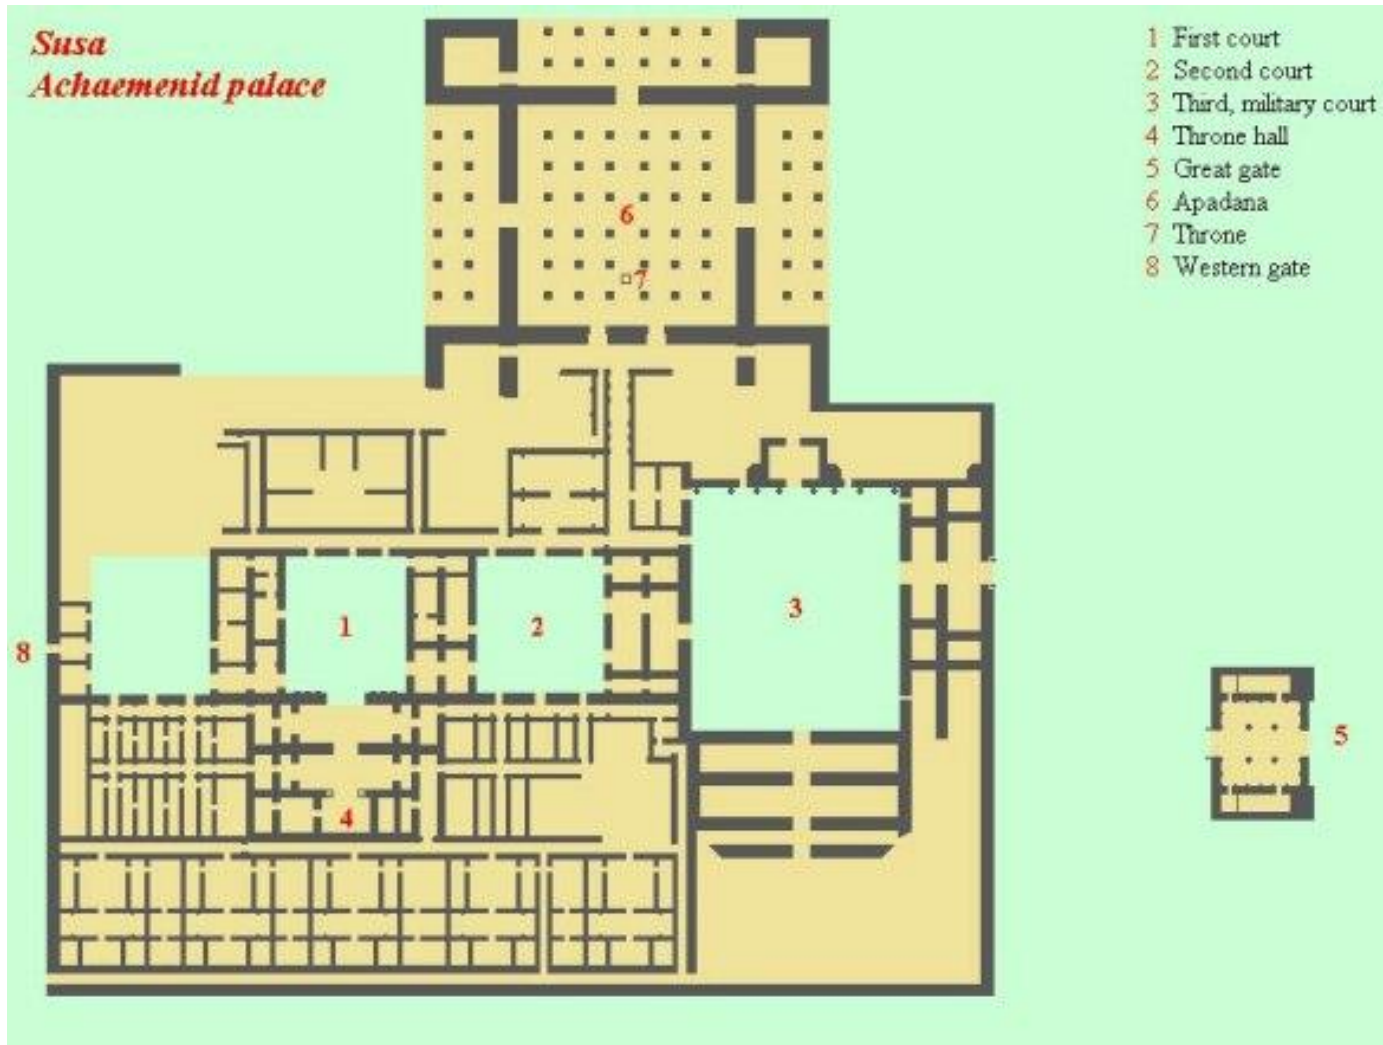 Susa
Achaemenid palace
1 First court
2 Second court
3 Third, military court
4 Throne hall
5 Great gate
6 Apadana
7 Throne
8 Western gate
6
7
1
2
3
8
5
4